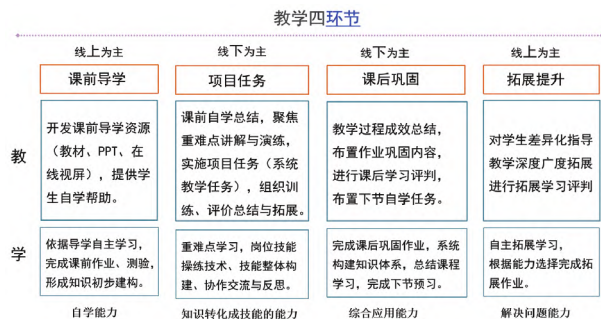 教学四环节
线上为主 线下为主 线下为主 线上为主
课前导学 项目任务 课后巩固 拓展提升
教
开发课前导学资源
（教材、PPT、在
线视屏），提供学
生自学帮助。
课前自学总结，聚焦
重难点讲解与演练，
实施项目任务（系统
教学任务），组织训
练、评价总结与拓展。
教学过程成效总结，
布置作业巩固内容，
进行课后学习评判，
布置下节自学任务。
对学生差异化指导
教学深度广度拓展
进行拓展学习评判
学
依据导学自主学习，
完成课前作业、测验，
形成知识初步建构。
重难点学习，岗位技能
操练技术、技能整体构
建、协作交流与反思。
完成课后巩固作业，系统
构建知识体系，总结课程
学习，完成下节预习。
自主拓展学习，
根据能力选择完成拓
展作业。
自学能力 知识转化成技能的能力 综合应用能力 解决问题能力